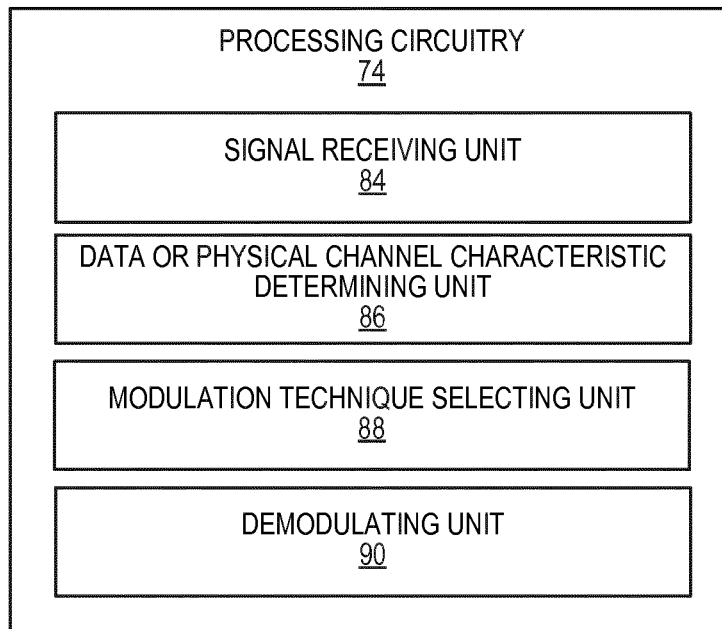 PROCESSING CIRCUITRY
74
SIGNAL RECEIVING UNIT
84
DATA OR PHYSICAL CHANNEL CHARACTERISTIC
DETERMINING UNIT
86
MODULATION TECHNIQUE SELECTING UNIT
88
DEMODULATING UNIT
90